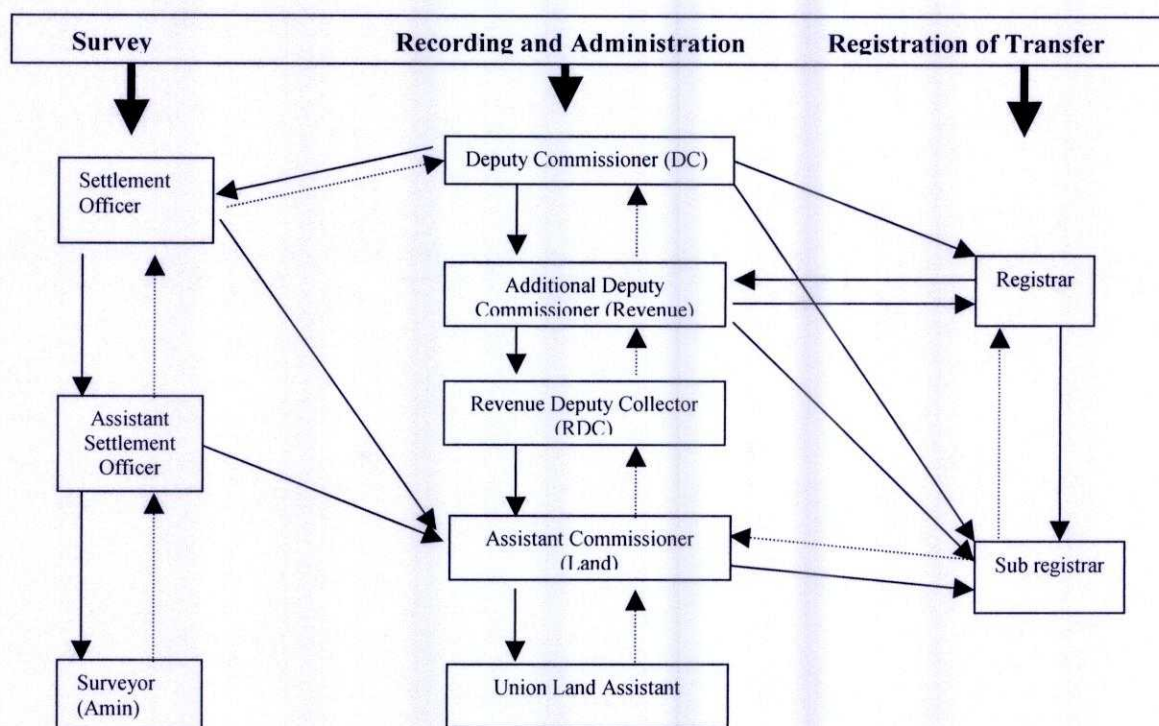 Survey
Recording and Administration
Registration of Transfer
Settlement
Officer
Deputy Commissioner (DC)
Additional Deputy
Commissioner (Revenue)
Registrar
Assistant
Settlement
Officer
Revenue Deputy Collector
(RDC)
Assistant Commissioner
(Land)
Sub registrar
Surveyor
(Amin)
Union Land Assistant